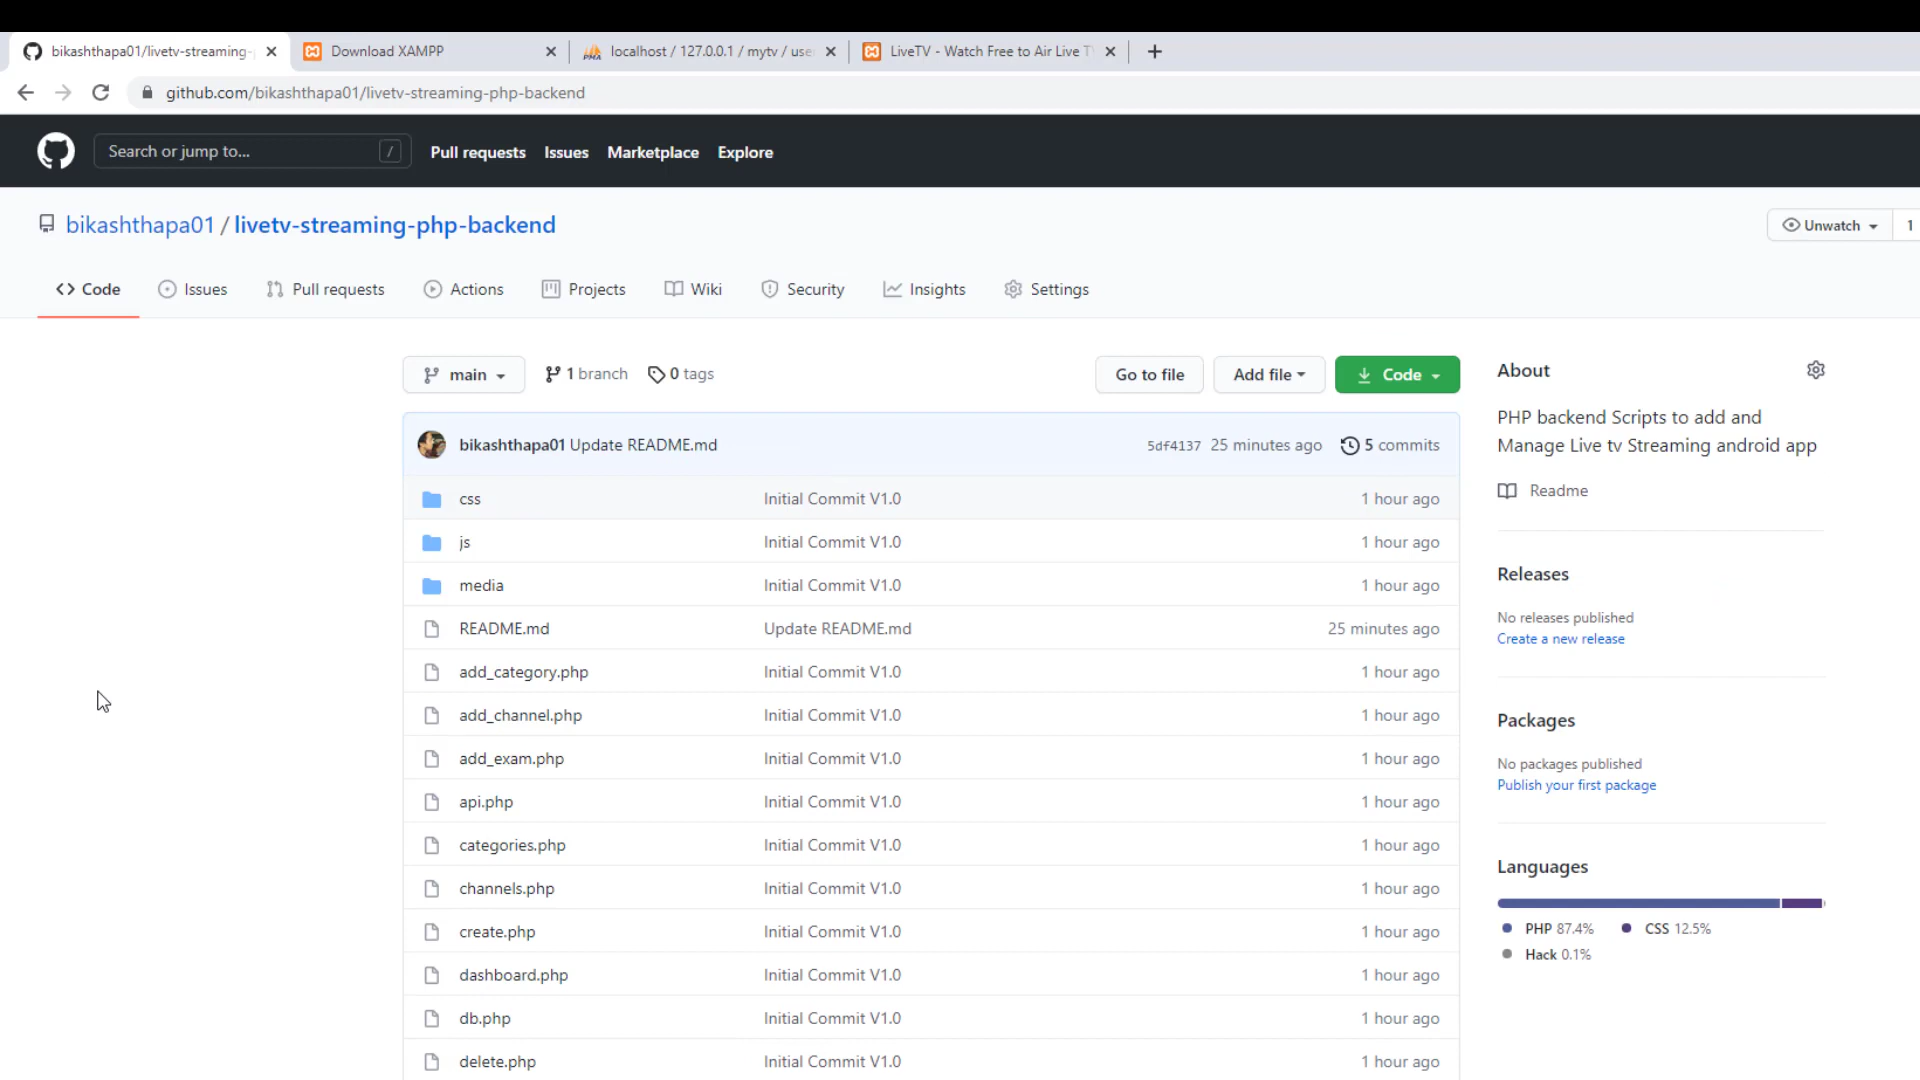 bikashthapa01/livetv-streaming-
Download XAMPP
localhost / 127.0.0.1 / mytv / use
LiveTV - Watch Free to Air Live T
github.com/bikashthapa01/livetv-streaming-php-backend
Search or jump to... /
Pull requests Issues Marketplace Explore
bikashthapa01 / livetv-streaming-php-backend
Unwatch 1
Code Issues Pull requests Actions Projects Wiki Security Insights Settings
main 1 branch 0 tags Go to file Add file Code
bikashthapa01 Update README.md 5df4137 25 minutes ago 5 commits
css Initial Commit V1.0 1 hour ago
js Initial Commit V1.0 1 hour ago
media Initial Commit V1.0 1 hour ago
README.md Update README.md 25 minutes ago
add_category.php Initial Commit V1.0 1 hour ago
add_channel.php Initial Commit V1.0 1 hour ago
add_exam.php Initial Commit V1.0 1 hour ago
api.php Initial Commit V1.0 1 hour ago
categories.php Initial Commit V1.0 1 hour ago
channels.php Initial Commit V1.0 1 hour ago
create.php Initial Commit V1.0 1 hour ago
dashboard.php Initial Commit V1.0 1 hour ago
db.php Initial Commit V1.0 1 hour ago
delete.php Initial Commit V1.0 1 hour ago
About
PHP backend Scripts to add and
Manage Live tv Streaming android app
Readme
Releases
No releases published
Create a new release
Packages
No packages published
Publish your first package
Languages
PHP 87.4% CSS 12.5%
Hack 0.1%